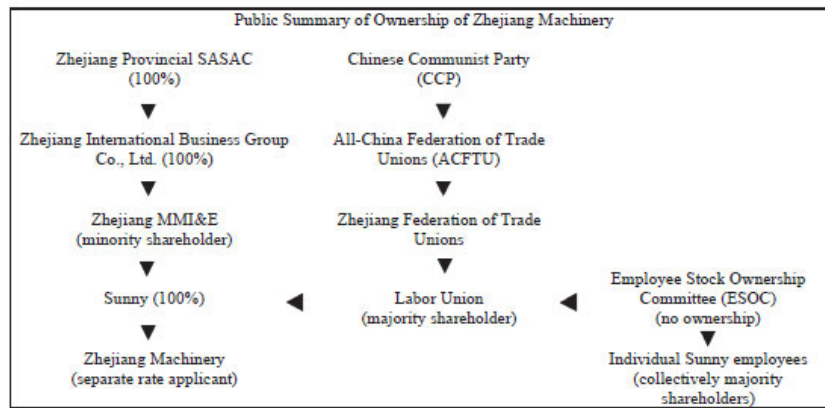 Public Summary of Ownership of Zhejiang Machinery
Zhejiang Provincial SASAC
(100%)
Chinese Communist Party
(CCP)
Zhejiang International Business Group
Co., Ltd. (100%)
All-China Federation of Trade
Unions (ACFTU)
Zhejiang MMI&E
(minority shareholder)
Zhejiang Federation of Trade
Unions
Sunny (100%)
Labor Union
(majority shareholder)
Employee Stock Ownership
Committee (ESOC)
(no ownership)
Zhejiang Machinery
(separate rate applicant)
Individual Sunny employees
(collectively majority
shareholders)